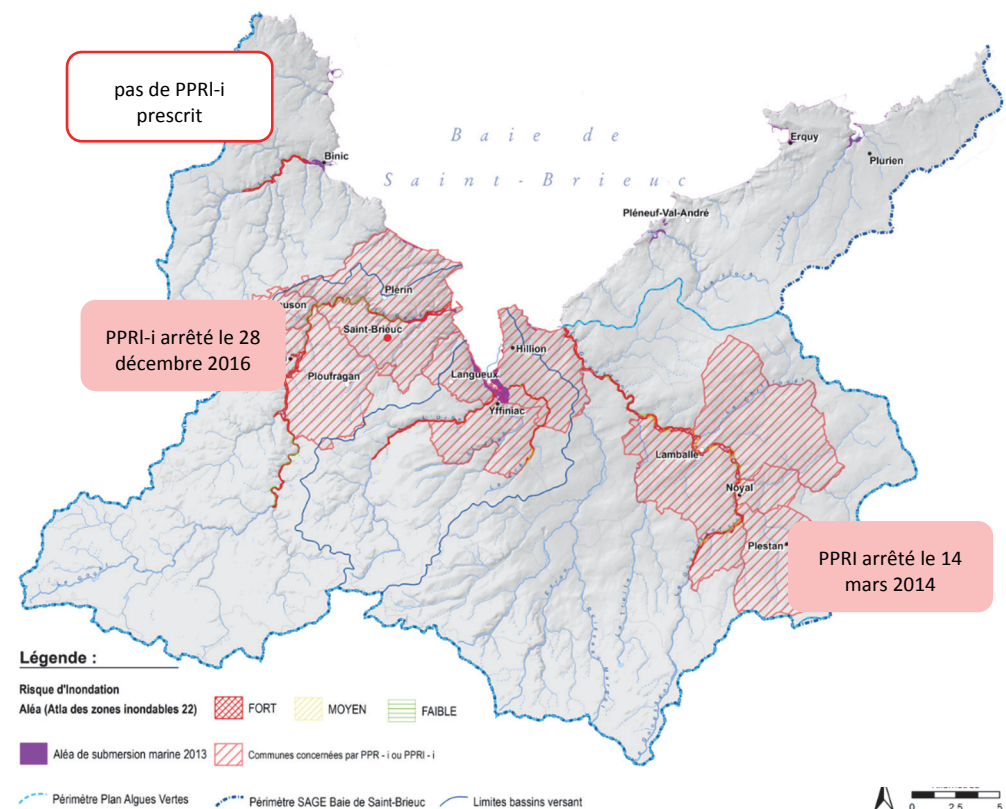 pas de PPRl-i
prescrit
Baie de
Saint-Brieuc
Binic
Erquy
Plurien
Pléneuf-Val-André
PPRI-i arrêté le 28
décembre 2016
Plérin
Saint-Brieuc
Ploufragan
Langueux
Hillion
Yffiniac
Lamballe
Noyal
Plestan
PPRI arrêté le 14
mars 2014
Légende :
Risque d'Inondation
Aléa (Atla des zones inondables 22)
FORT
MOYEN
FAIBLE
Aléa de submersion marine 2013
Communes concernées par PPR - i ou PPRI - i
Périmètre Plan Algues Vertes
Périmètre SAGE Baie de Saint-Brieuc
Limites bassins versant
0 2,5 5